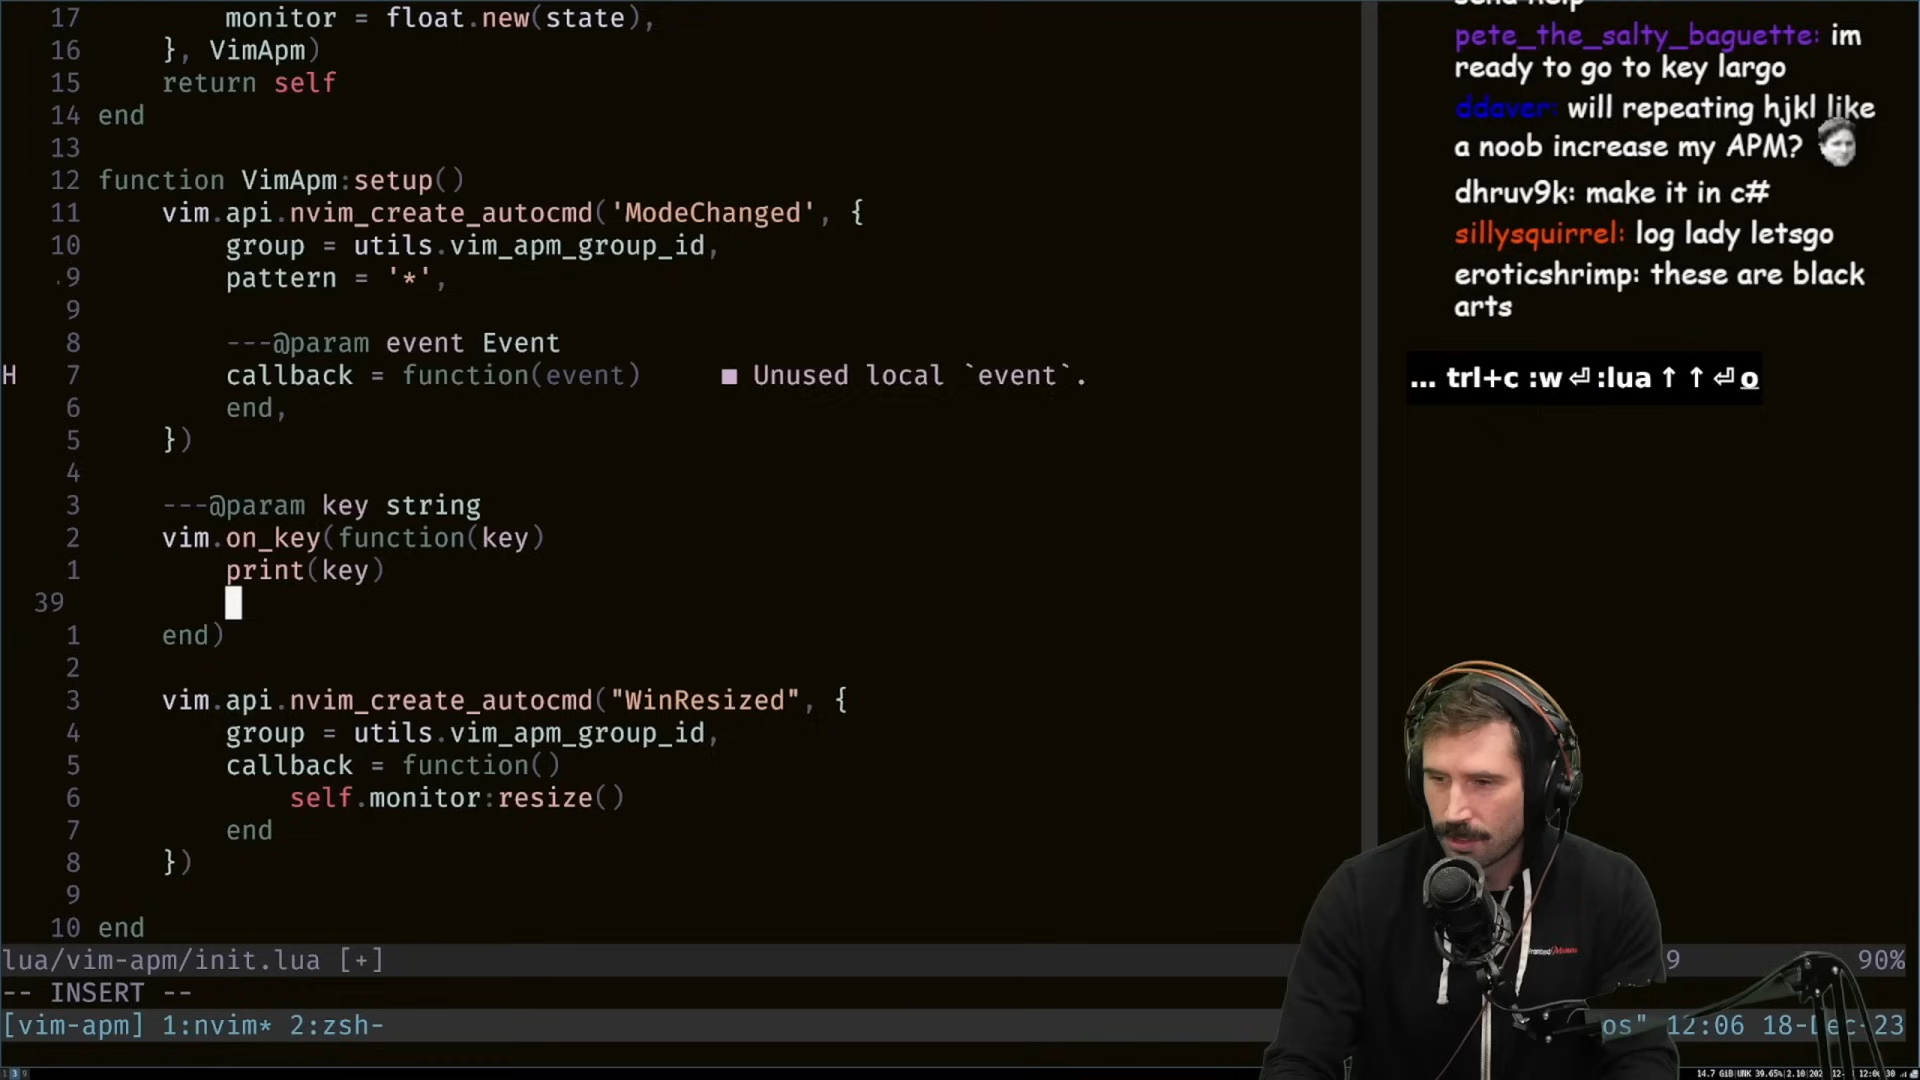 17 monitor = float.new(state),
16 }, VimApm)
15 return self
14 end
13
12 function VimApm:setup()
11 vim.api.nvim_create_autocmd('ModeChanged', {
10 group = utils.vim_apm_group_id,
.9 pattern = '*',
9
8 ---@param event Event
H 7 callback = function(event) ■ Unused local `event`.
6 end,
5 })
4
3 ---@param key string
2 vim.on_key(function(key)
1 print(key)
39
1 end)
2
3 vim.api.nvim_create_autocmd("WinResized", {
4 group = utils.vim_apm_group_id,
5 callback = function()
6 self.monitor:resize()
7 end
8 })
9
10 end
lua/vim-apm/init.lua [+]
9 90%
-- INSERT --
[vim-apm] 1:nvim* 2:zsh-
os" 12:06 18-Dec-23
send help
pete_the_salty_baguette: im
ready to go to key largo
ddaver: will repeating hjkl like
a noob increase my APM?
dhruv9k: make it in c#
sillysquirrel: log lady letsgo
eroticshrimp: these are black
arts
... trl+c :w⏎:lua↑↑⏎o